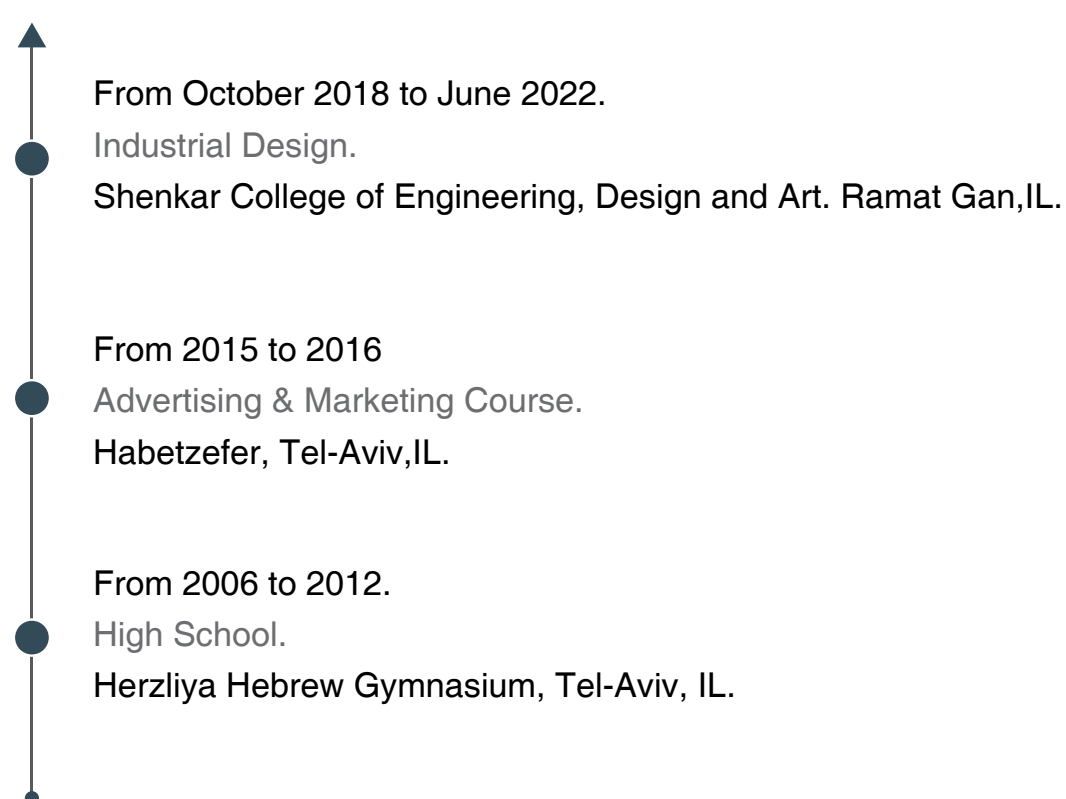 From October 2018 to June 2022.
Industrial Design.
Shenkar College of Engineering, Design and Art. Ramat Gan,IL.
From 2015 to 2016
Advertising & Marketing Course.
Habetzefer, Tel-Aviv,IL.
From 2006 to 2012.
High School.
Herzliya Hebrew Gymnasium, Tel-Aviv, IL.